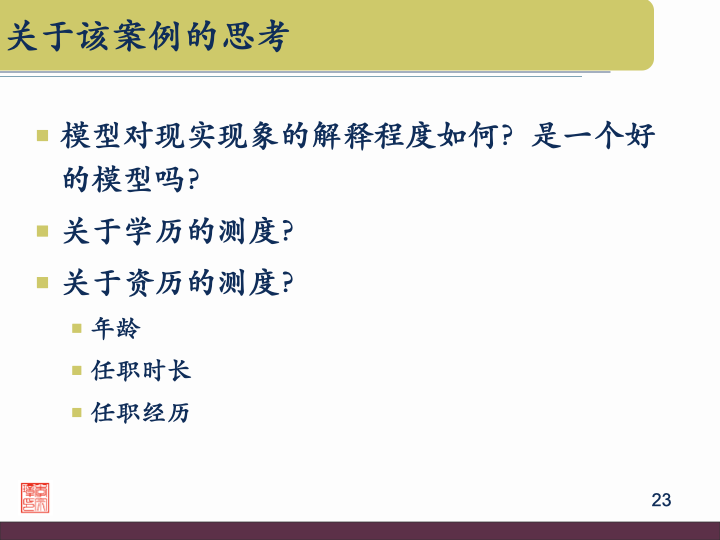 关于该案例的思考
模型对现实现象的解释程度如何? 是一个好
的模型吗?
关于学历的测度?
关于资历的测度?
年龄
任职时长
任职经历
23